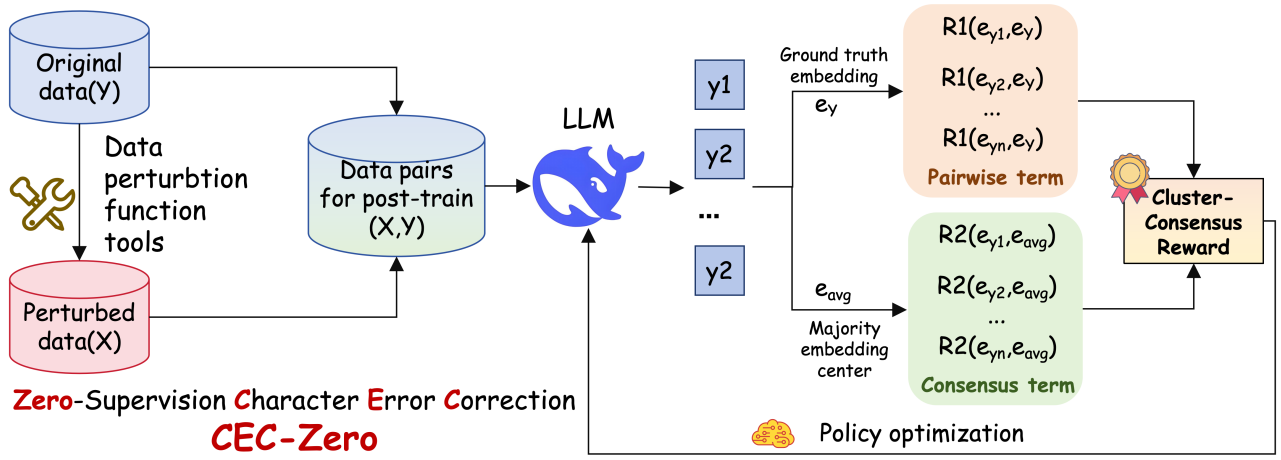 Original
data(Y)
Data
perturbtion
function
tools
Perturbed
data(X)
Data pairs
for post-train
(X,Y)
LLM
y1
y2
...
y2
Ground truth
embedding
eY
eavg
Majority
embedding
center
R1(ey1,eY)
R1(ey2,eY)
...
R1(eyn,eY)
Pairwise term
R2(ey1,eavg)
R2(ey2,eavg)
...
R2(eyn,eavg)
Consensus term
Cluster-
Consensus
Reward
Policy optimization
Zero-Supervision Character Error Correction
CEC-Zero